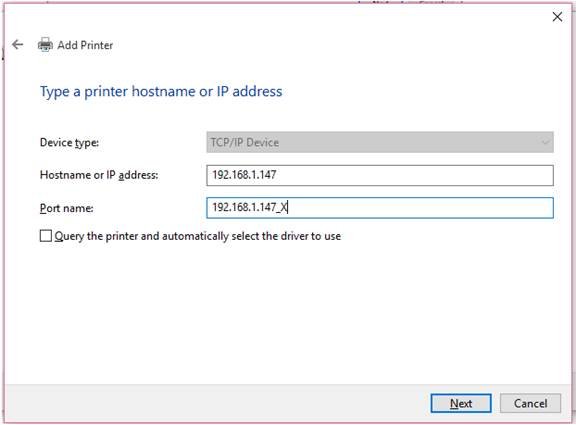 Add Printer
Type a printer hostname or IP address
Device type:
TCP/IP Device
Hostname or IP address:
192.168.1.147
Port name:
192.168.1.147_X
Query the printer and automatically select the driver to use
Next
Cancel